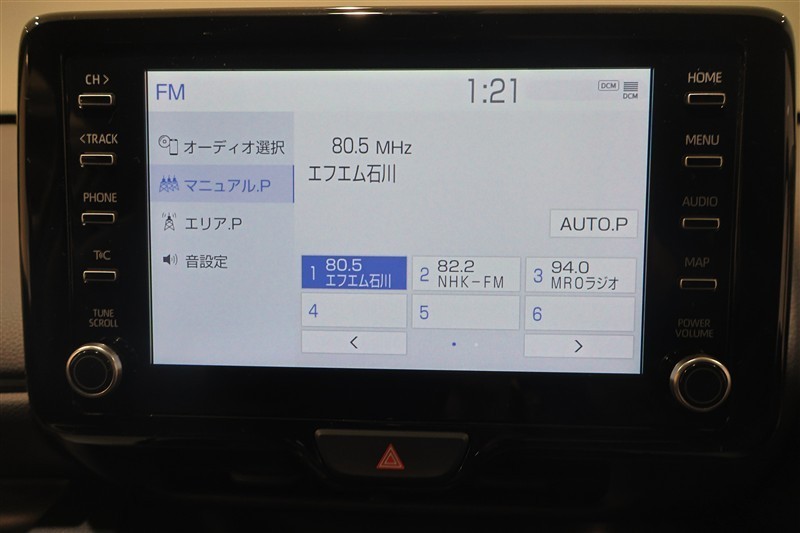 CH >
<TRACK
PHONE
T@C
TUNE
SCROLL
FM
1:21
DCM
DCM
オーディオ選択
マニュアル.P
エリア.P
音設定
80.5 MHz
エフエム石川
AUTO.P
1 80.5
エフエム石川
2 82.2
NHK-FM
3 94.0
MROラジオ
4
5
6
<
>
HOME
MENU
AUDIO
MAP
POWER
VOLUME